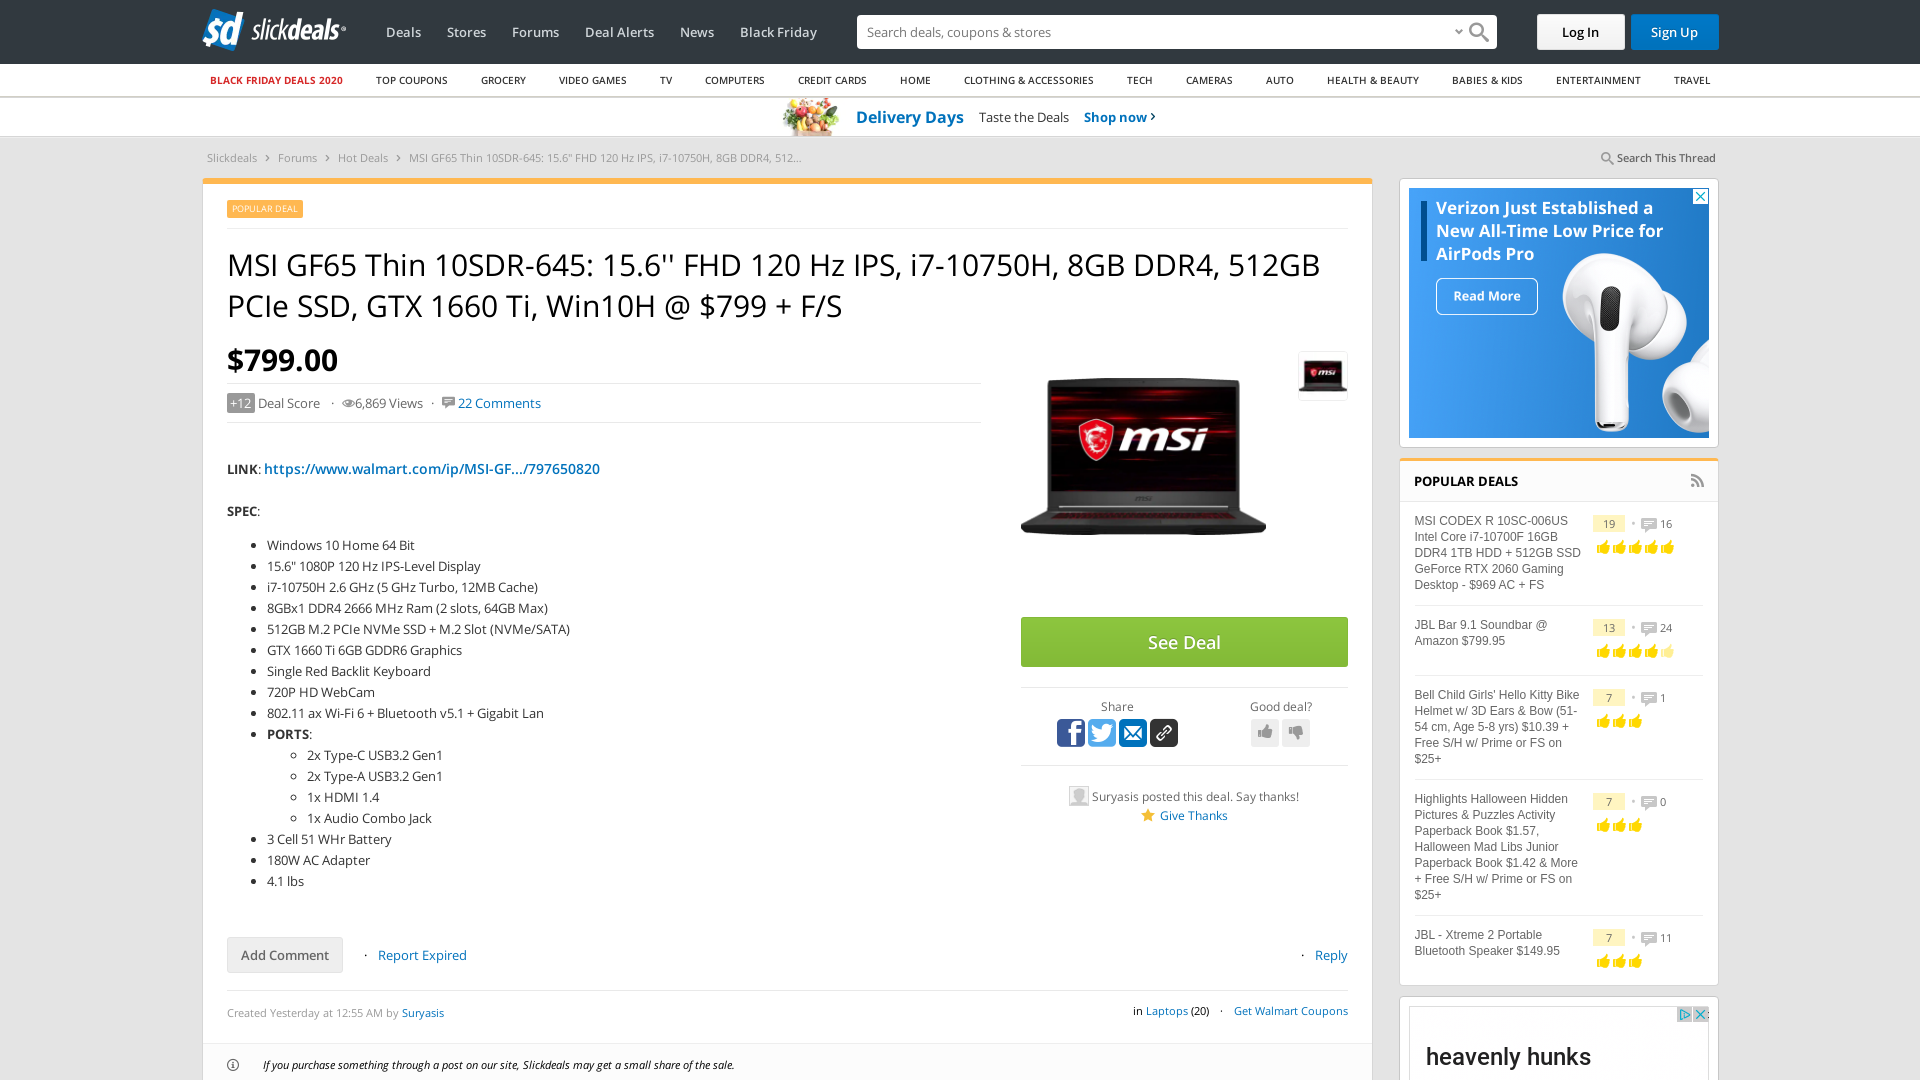 slickdeals
Deals Stores Forums Deal Alerts News Black Friday
Search deals, coupons & stores
Log In Sign Up
BLACK FRIDAY DEALS 2020 TOP COUPONS GROCERY VIDEO GAMES TV COMPUTERS CREDIT CARDS HOME CLOTHING & ACCESSORIES TECH CAMERAS AUTO HEALTH & BEAUTY BABIES & KIDS ENTERTAINMENT TRAVEL
Delivery Days Taste the Deals Shop now
Slickdeals Forums Hot Deals MSI GF65 Thin 10SDR-645: 15.6" FHD 120 Hz IPS, i7-10750H, 8GB DDR4, 512...
Search This Thread
POPULAR DEAL
MSI GF65 Thin 10SDR-645: 15.6'' FHD 120 Hz IPS, i7-10750H, 8GB DDR4, 512GB
PCIe SSD, GTX 1660 Ti, Win10H @ $799 + F/S
$799.00
+12 Deal Score · 6,869 Views · 22 Comments
LINK: https://www.walmart.com/ip/MSI-GF.../797650820
SPEC:
Windows 10 Home 64 Bit
15.6" 1080P 120 Hz IPS-Level Display
i7-10750H 2.6 GHz (5 GHz Turbo, 12MB Cache)
8GBx1 DDR4 2666 MHz Ram (2 slots, 64GB Max)
512GB M.2 PCIe NVMe SSD + M.2 Slot (NVMe/SATA)
GTX 1660 Ti 6GB GDDR6 Graphics
Single Red Backlit Keyboard
720P HD WebCam
802.11 ax Wi-Fi 6 + Bluetooth v5.1 + Gigabit Lan
PORTS:
2x Type-C USB3.2 Gen1
2x Type-A USB3.2 Gen1
1x HDMI 1.4
1x Audio Combo Jack
3 Cell 51 WHr Battery
180W AC Adapter
4.1 lbs
msi
msi
msi
See Deal
Share
Good deal?
Suryasis posted this deal. Say thanks!
Give Thanks
Add Comment · Report Expired
· Reply
Created Yesterday at 12:55 AM by Suryasis
in Laptops (20) · Get Walmart Coupons
If you purchase something through a post on our site, Slickdeals may get a small share of the sale.
Verizon Just Established a
New All-Time Low Price for
AirPods Pro
Read More
POPULAR DEALS
MSI CODEX R 10SC-006US
Intel Core i7-10700F 16GB
DDR4 1TB HDD + 512GB SSD
GeForce RTX 2060 Gaming
Desktop - $969 AC + FS
19 • 16
JBL Bar 9.1 Soundbar @
Amazon $799.95
13 • 24
Bell Child Girls' Hello Kitty Bike
Helmet w/ 3D Ears & Bow (51-
54 cm, Age 5-8 yrs) $10.39 +
Free S/H w/ Prime or FS on
$25+
7 • 1
Highlights Halloween Hidden
Pictures & Puzzles Activity
Paperback Book $1.57,
Halloween Mad Libs Junior
Paperback Book $1.42 & More
+ Free S/H w/ Prime or FS on
$25+
7 • 0
JBL - Xtreme 2 Portable
Bluetooth Speaker $149.95
7 • 11
heavenly hunks